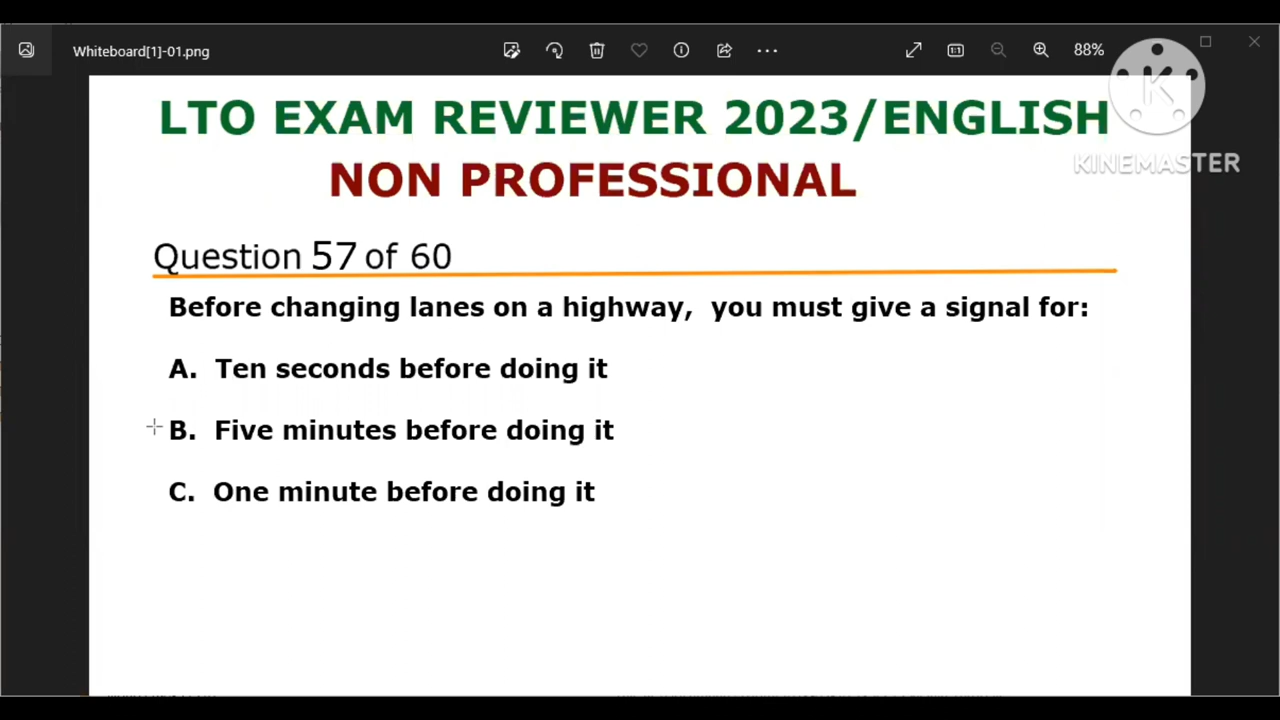 Whiteboard[1]-01.png
88%
LTO EXAM REVIEWER 2023/ENGLISH
NON PROFESSIONAL
K
KINEMASTER
Question 57 of 60
Before changing lanes on a highway, you must give a signal for:
A. Ten seconds before doing it
B. Five minutes before doing it
C. One minute before doing it